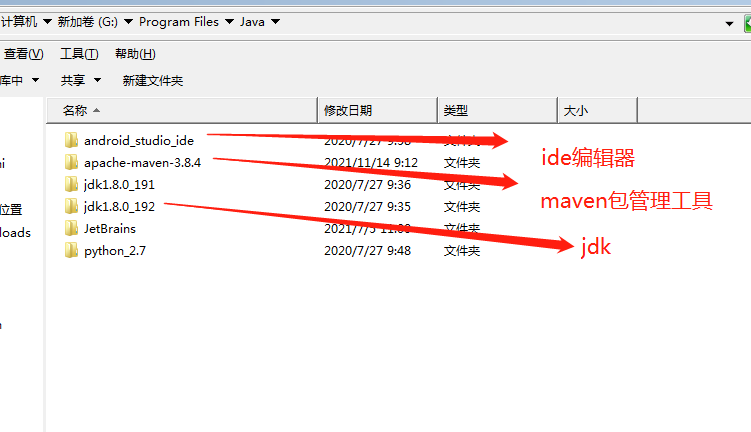 计算机 新加卷 (G:) Program Files Java
查看(V) 工具(T) 帮助(H)
库中 共享 新建文件夹
名称 修改日期 类型 大小
android_studio_ide 2020/7/27 9:38 文件夹
ide编辑器
apache-maven-3.8.4 2021/11/14 9:12 文件夹
jdk1.8.0_191 2020/7/27 9:36 文件夹
maven包管理工具
位置 jdk1.8.0_192 2020/7/27 9:35 文件夹
loads JetBrains 2021/7/5 文件夹
jdk
python_2.7 2020/7/27 9:48 文件夹